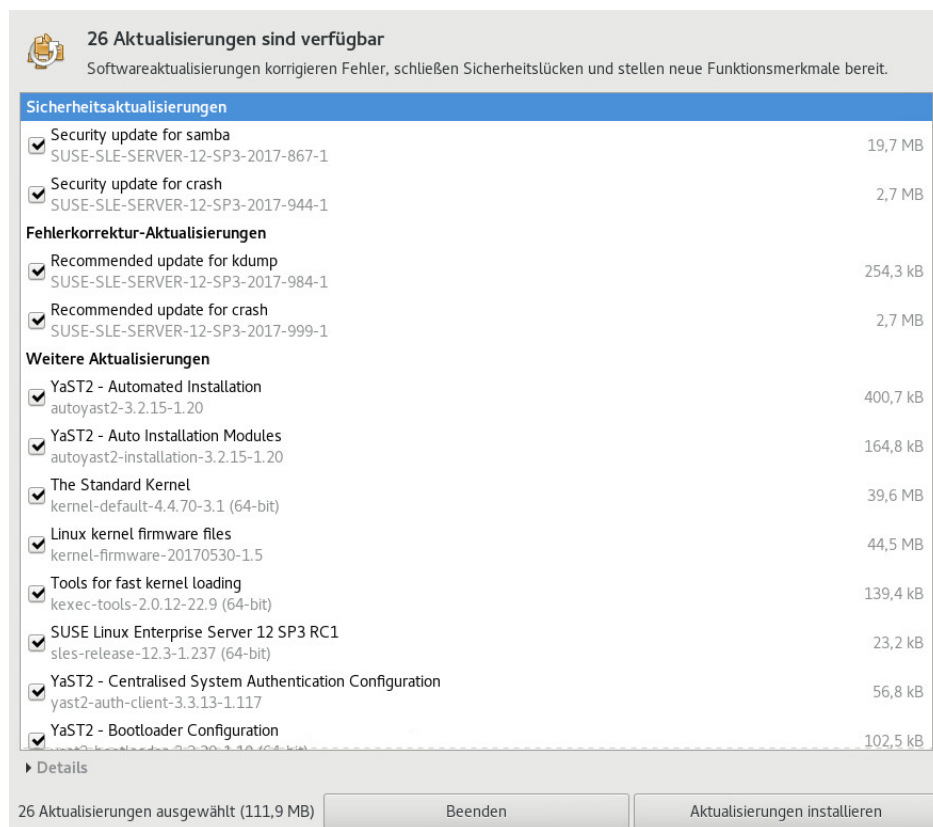 26 Aktualisierungen sind verfügbar
Softwareaktualisierungen korrigieren Fehler, schließen Sicherheitslücken und stellen neue Funktionsmerkmale bereit.
Sicherheitsaktualisierungen
Security update for samba
SUSE-SLE-SERVER-12-SP3-2017-867-1
19,7 MB
Security update for crash
SUSE-SLE-SERVER-12-SP3-2017-944-1
2,7 MB
Fehlerkorrektur-Aktualisierungen
Recommended update for kdump
SUSE-SLE-SERVER-12-SP3-2017-984-1
254,3 kB
Recommended update for crash
SUSE-SLE-SERVER-12-SP3-2017-999-1
2,7 MB
Weitere Aktualisierungen
YaST2 - Automated Installation
autoyast2-3.2.15-1.20
400,7 kB
YaST2 - Auto Installation Modules
autoyast2-installation-3.2.15-1.20
164,8 kB
The Standard Kernel
kernel-default-4.4.70-3.1 (64-bit)
39,6 MB
Linux kernel firmware files
kernel-firmware-20170530-1.5
44,5 MB
Tools for fast kernel loading
kexec-tools-2.0.12-22.9 (64-bit)
139,4 kB
SUSE Linux Enterprise Server 12 SP3 RC1
sles-release-12.3-1.237 (64-bit)
23,2 kB
YaST2 - Centralised System Authentication Configuration
yast2-auth-client-3.3.13-1.117
56,8 kB
YaST2 - Bootloader Configuration
102,5 kB
Details
26 Aktualisierungen ausgewählt (111,9 MB)
Beenden
Aktualisierungen installieren